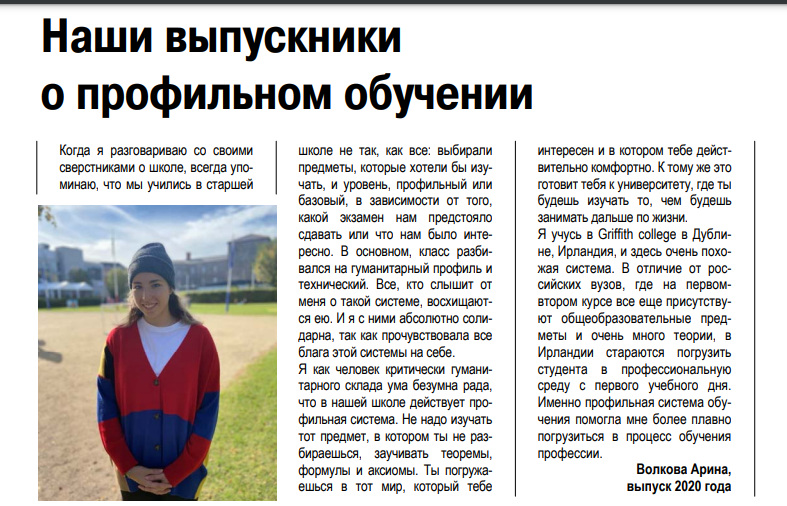 Наши выпускники
о профильном обучении
Когда я разговариваю со своими
сверстниками о школе, всегда упо-
минаю, что мы учились в старшей
школе не так, как все: выбирали
предметы, которые хотели бы изу-
чать, и уровень, профильный или
базовый, в зависимости от того,
какой экзамен нам предстояло
сдавать или что нам было инте-
ресно. В основном, класс разби-
вался на гуманитарный профиль и
технический. Все, кто слышит от
меня о такой системе, восхищают-
ся ею. И я с ними абсолютно соли-
дарна, так как прочувствовала все
блага этой системы на себе.
Я как человек критически гумани-
тарного склада ума безумна рада,
что в нашей школе действует про-
фильная система. Не надо изучать
тот предмет, в котором ты не раз-
бираешься, заучивать теоремы,
формулы и аксиомы. Ты погружа-
ешься в тот мир, который тебе
интересен и в котором тебе дейст-
вительно комфортно. К тому же это
готовит тебя к университету, где ты
будешь изучать то, чем будешь
занимать дальше по жизни.
Я учусь в Griffith college в Дубли-
не, Ирландия, и здесь очень похо-
жая система. В отличие от рос-
сийских вузов, где на первом-
втором курсе все еще присутству-
ют общеобразовательные пред-
меты и очень много теории, в
Ирландии стараются погрузить
студента в профессиональную
среду с первого учебного дня.
Именно профильная система обу-
чения помогла мне более плавно
погрузиться в процесс обучения
профессии.
Волкова Арина,
выпуск 2020 года